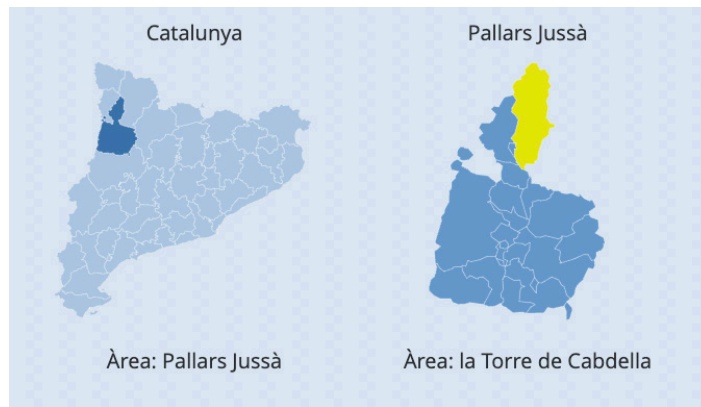 Catalunya
Pallars Jussà
Àrea: Pallars Jussà
Àrea: la Torre de Cabdella